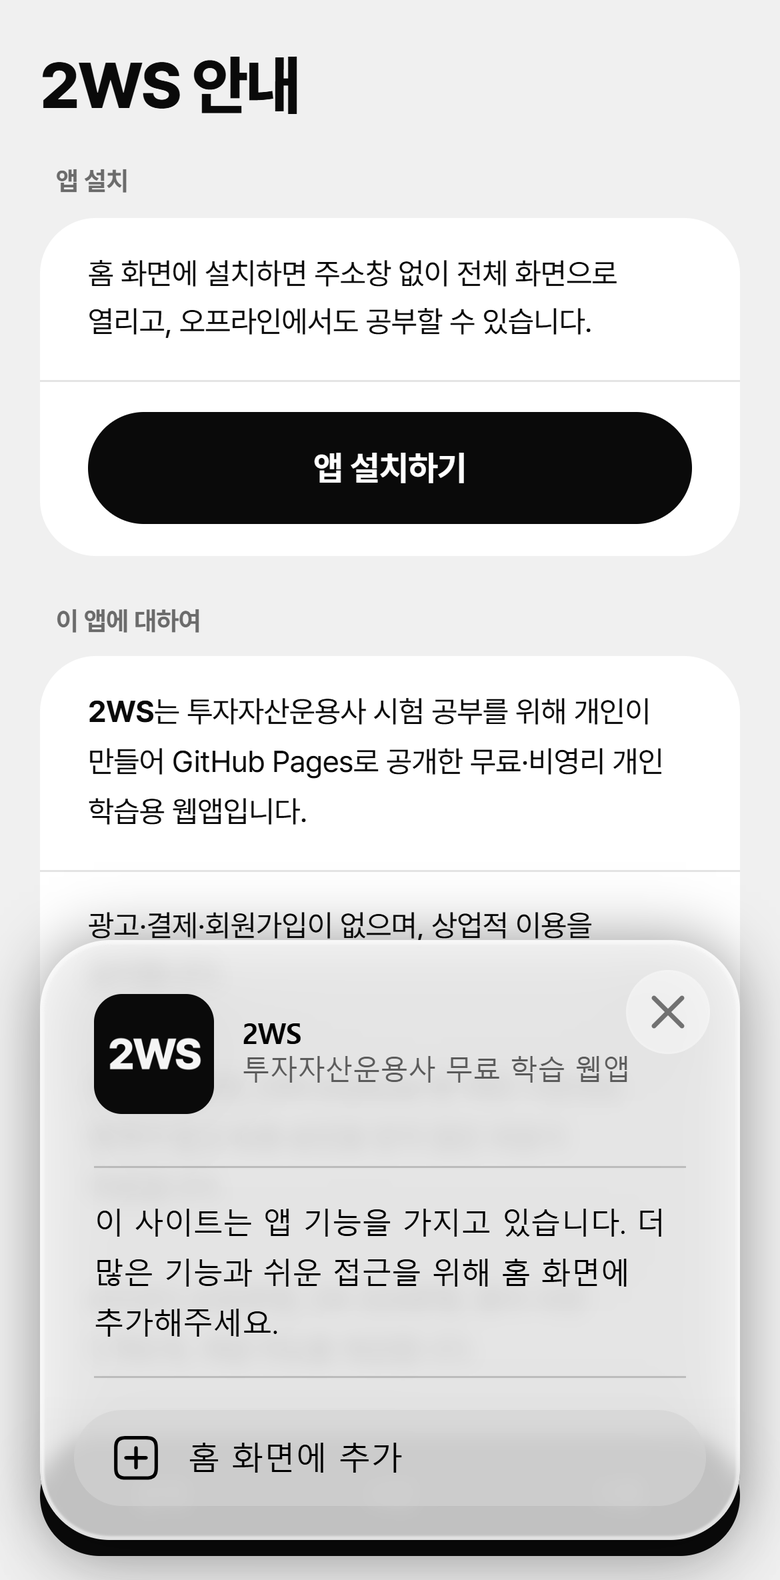 2WS 안내
앱 설치
홈 화면에 설치하면 주소창 없이 전체 화면으로
열리고, 오프라인에서도 공부할 수 있습니다.
앱 설치하기
이 앱에 대하여
2WS는 투자자산운용사 시험 공부를 위해 개인이
만들어 GitHub Pages로 공개한 무료·비영리 개인
학습용 웹앱입니다.
광고·결제·회원가입이 없으며, 상업적 이용을
2WS
2WS
투자자산운용사 무료 학습 웹앱
이 사이트는 앱 기능을 가지고 있습니다. 더
많은 기능과 쉬운 접근을 위해 홈 화면에
추가해주세요.
홈 화면에 추가